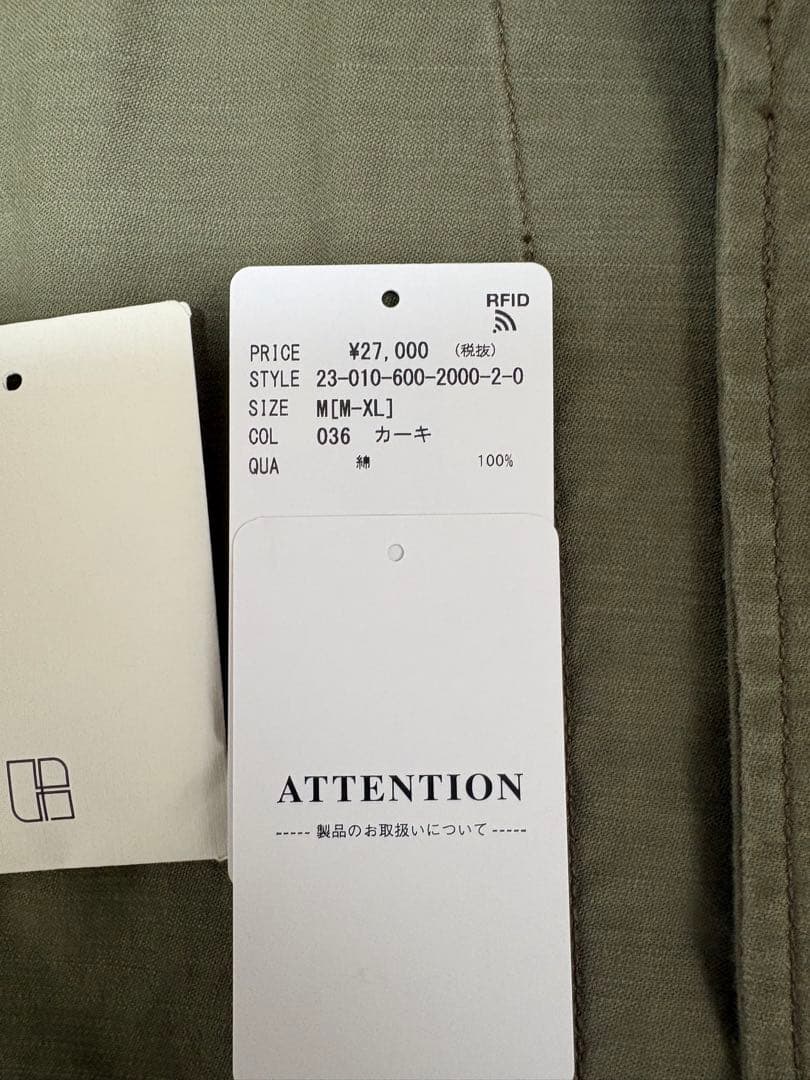 RFID
PRICE ¥27,000 (税抜)
STYLE 23-010-600-2000-2-0
SIZE M[M-XL]
COL 036 カーキ
QUA 綿 100%
ATTENTION
----- 製品のお取扱いについて -----